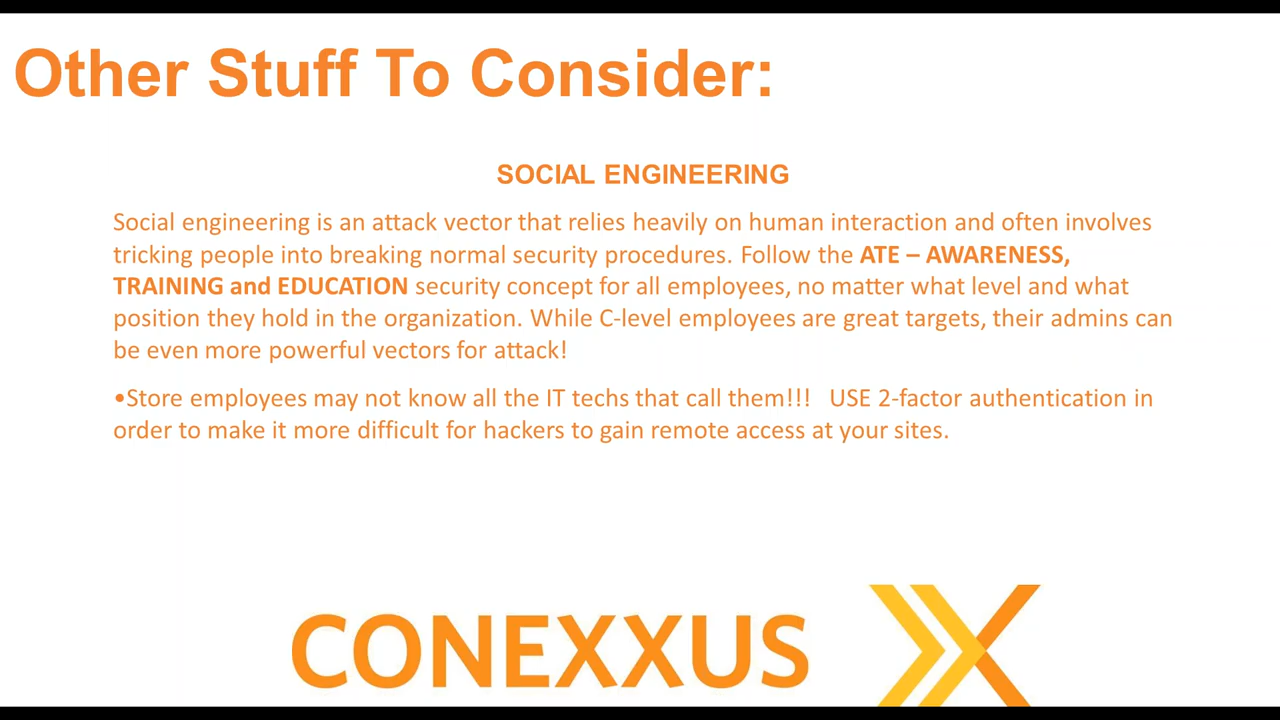 Other Stuff To Consider:
SOCIAL ENGINEERING
Social engineering is an attack vector that relies heavily on human interaction and often involves
tricking people into breaking normal security procedures. Follow the ATE – AWARENESS,
TRAINING and EDUCATION security concept for all employees, no matter what level and what
position they hold in the organization. While C-level employees are great targets, their admins can
be even more powerful vectors for attack!
•Store employees may not know all the IT techs that call them!!!   USE 2-factor authentication in
order to make it more difficult for hackers to gain remote access at your sites.
CONEXXUS